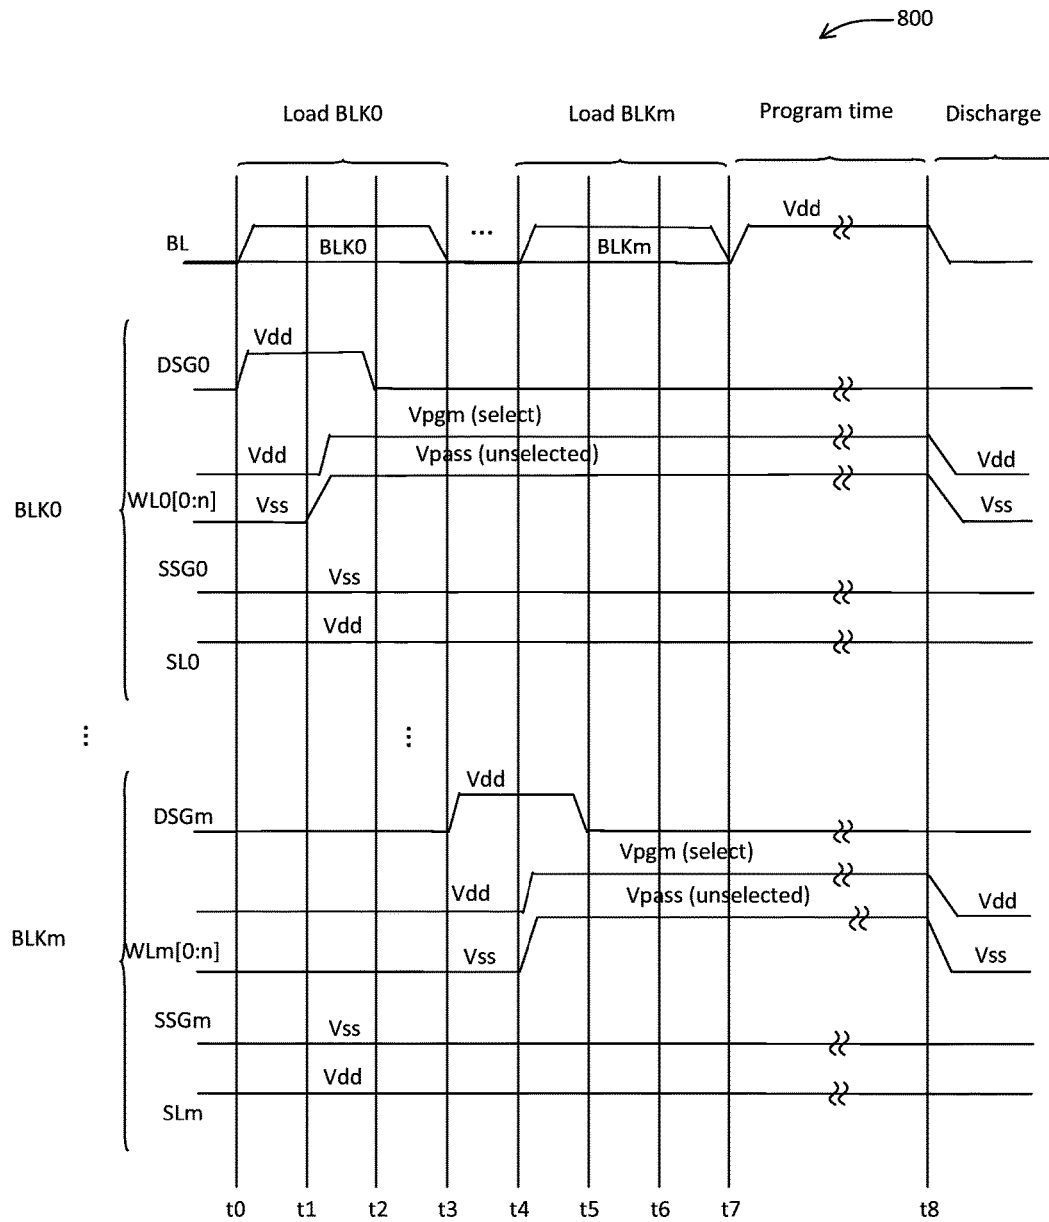 800
Load BLK0 Load BLKm Program time Discharge
BL BLK0 ... BLKm Vdd
Vdd
DSG0
Vpgm (select)
Vdd Vpass (unselected) Vdd
BLK0 WL0[0:n] Vss Vss
SSG0 Vss
Vdd
SL0
... ...
Vdd
DSGm
Vpgm (select)
Vdd Vpass (unselected) Vdd
BLKm WLm[0:n] Vss Vss
SSGm Vss
Vdd
SLm
t0 t1 t2 t3 t4 t5 t6 t7 t8